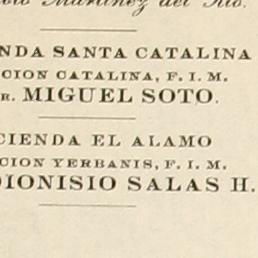 Martinez del Rio.
NDA SANTA CATALINA
CION CATALINA, F. I. M.
R. MIGUEL SOTO.
CIENDA EL ALAMO
CION YERBANIS, F. I. M.
DIONISIO SALAS H.